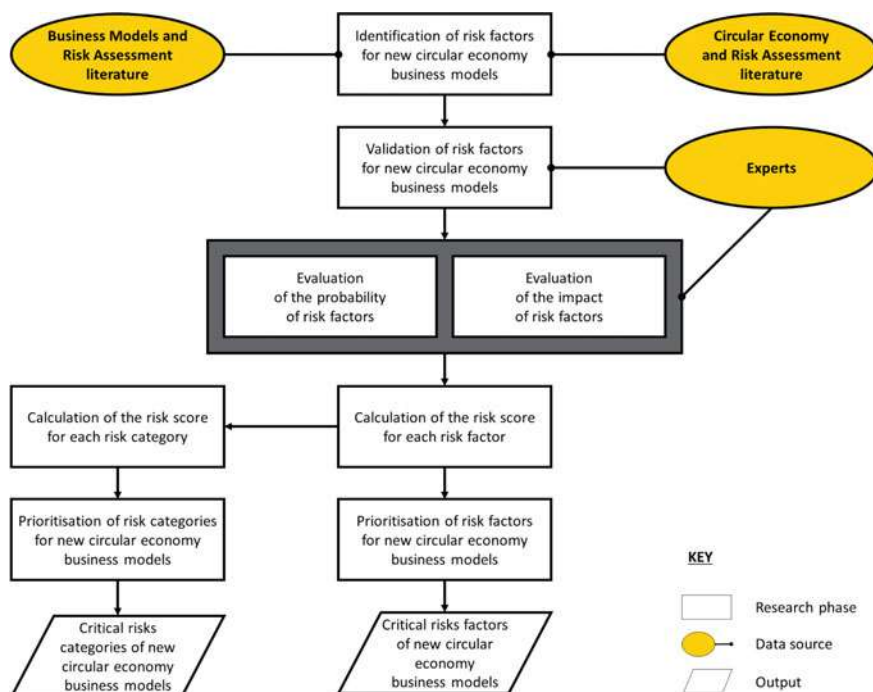 Business Models and
Risk Assessment
literature
Identification of risk factors
for new circular economy
business models
Circular Economy
and Risk Assessment
literature
Validation of risk factors
for new circular economy
business models
Experts
Evaluation
of the probability
of risk factors
Evaluation
of the impact
of risk factors
Calculation of the risk score
for each risk category
Calculation of the risk score
for each risk factor
Prioritisation of risk categories
for new circular economy
business models
Prioritisation of risk factors
for new circular economy
business models
Critical risks
categories of new
circular economy
business models
Critical risks factors
of new circular
economy
business models
KEY
Research phase
Data source
Output